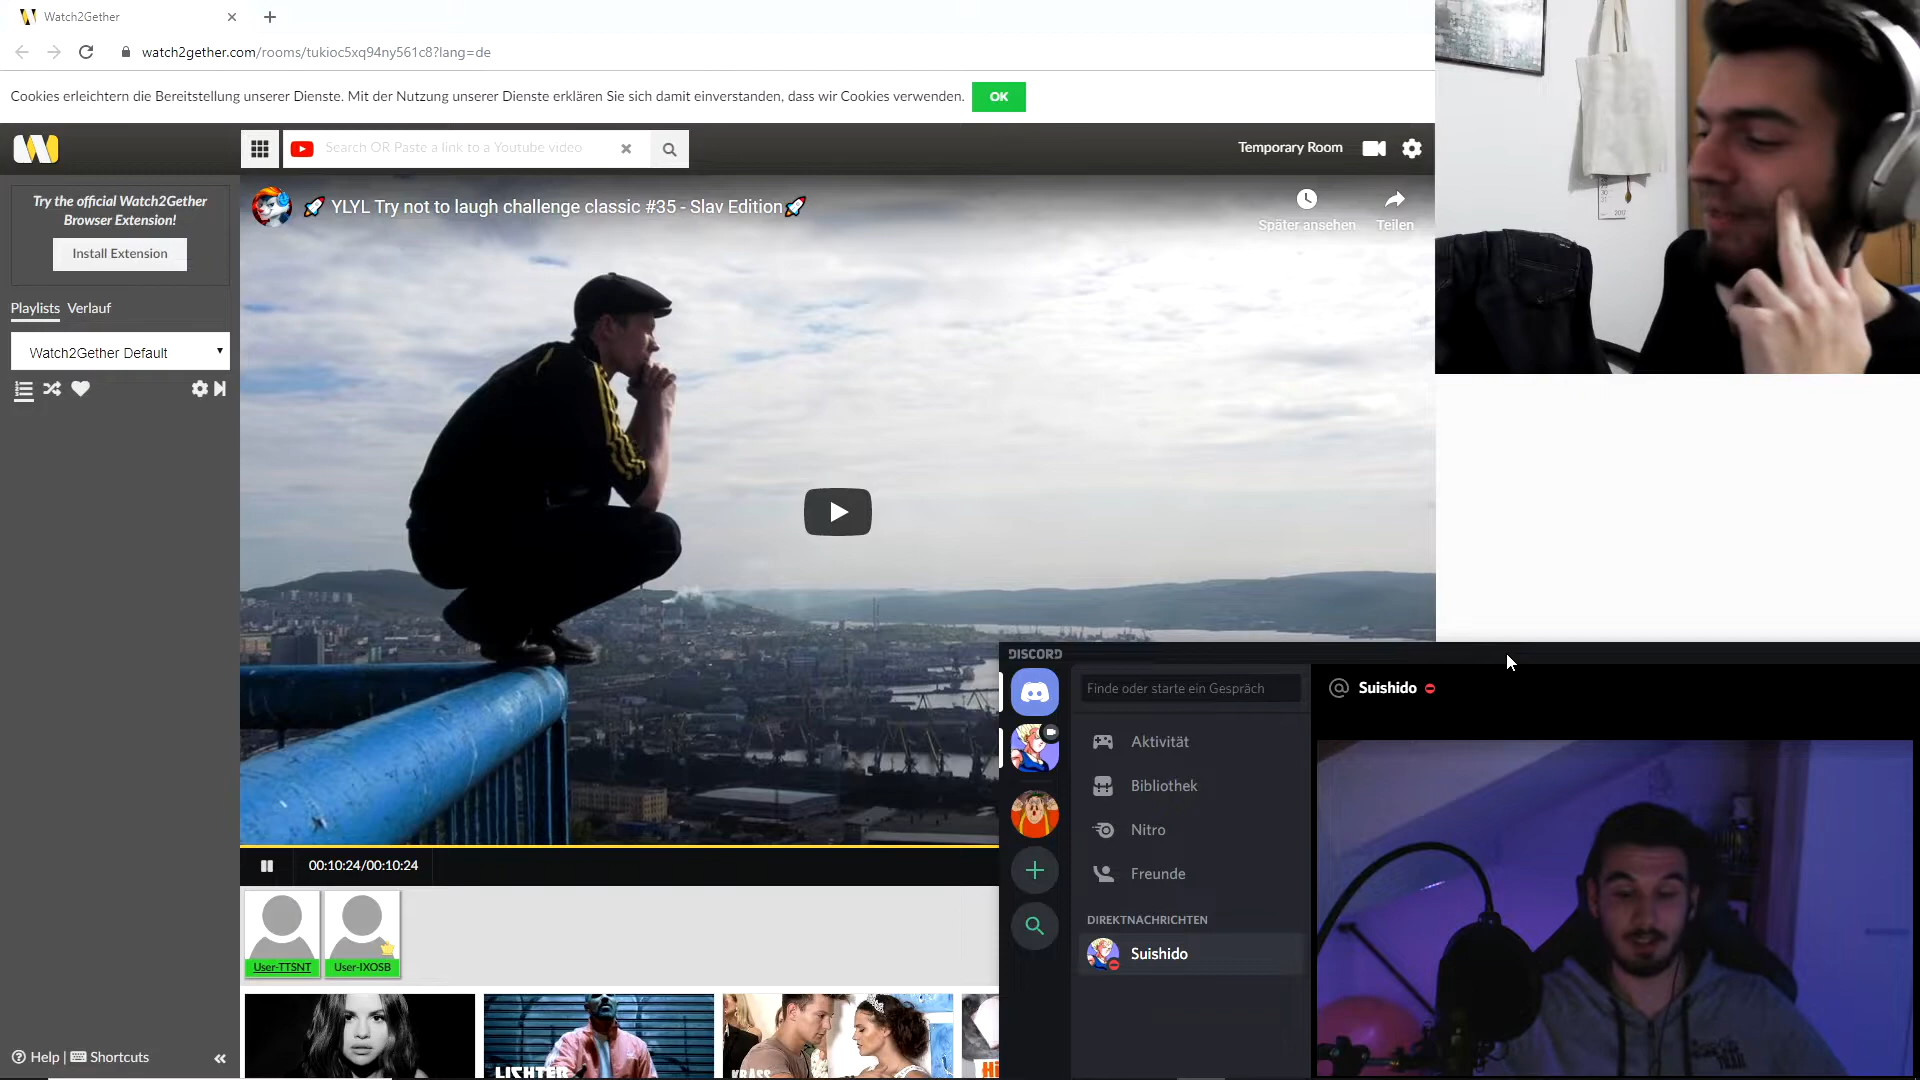 Watch2Gether
watch2gether.com/rooms/tukioc5xq94ny561c8?lang=de
Cookies erleichtern die Bereitstellung unserer Dienste. Mit der Nutzung unserer Dienste erklären Sie sich damit einverstanden, dass wir Cookies verwenden. OK
Search OR Paste a link to a Youtube video
Temporary Room
Try the official Watch2Gether
Browser Extension!
Install Extension
Playlists Verlauf
Watch2Gether Default
🚀 YLYL Try not to laugh challenge classic #35 - Slav Edition🚀
Später ansehen
Teilen
00:10:24/00:10:24
User-TTSNT
User-IXOSB
LICHTER
KRASS
Help | Shortcuts
DISCORD
Finde oder starte ein Gespräch
Aktivität
Bibliothek
Nitro
Freunde
DIREKTNACHRICHTEN
Suishido
@ Suishido